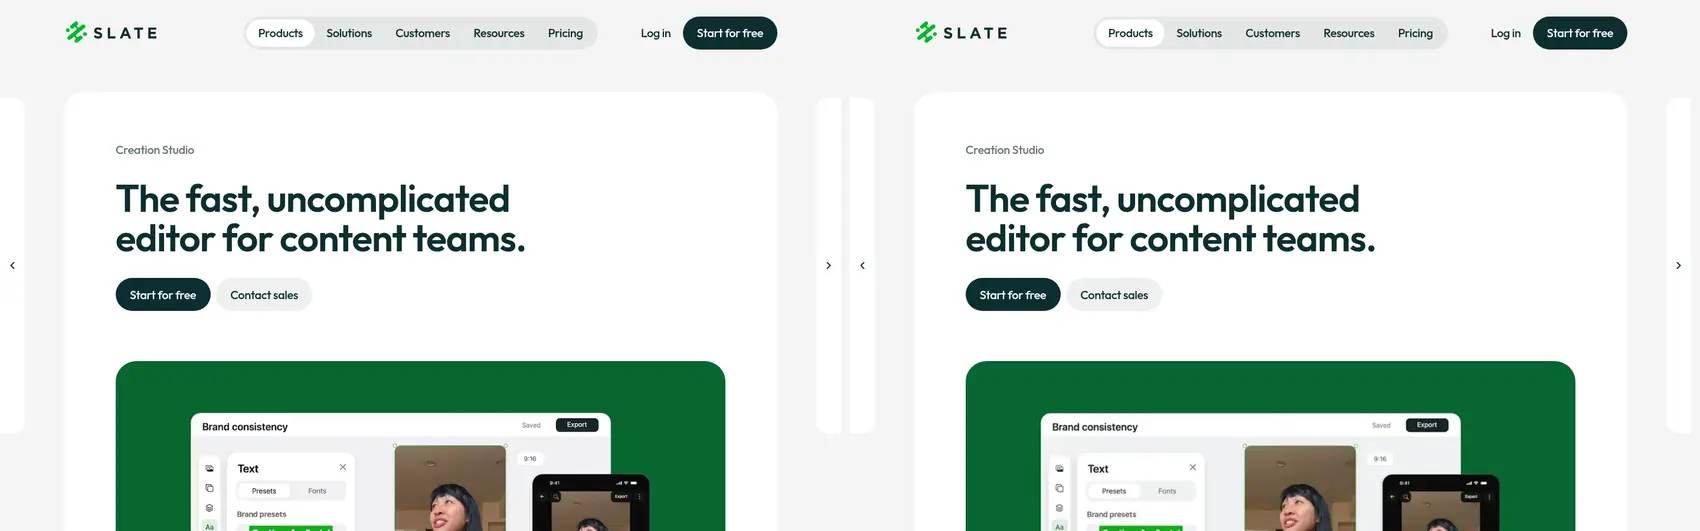 SLATE
Products Solutions Customers Resources Pricing
Log in Start for free
Creation Studio
The fast, uncomplicated
editor for content teams.
Start for free Contact sales
Brand consistency Saved Export
Text 9:16
Presets Fonts 9:41
Export
Brand presets
Aa
SLATE
Products Solutions Customers Resources Pricing
Log in Start for free
Creation Studio
The fast, uncomplicated
editor for content teams.
Start for free Contact sales
Brand consistency Saved Export
Text 9:16
Presets Fonts 9:41
Export
Brand presets
Aa